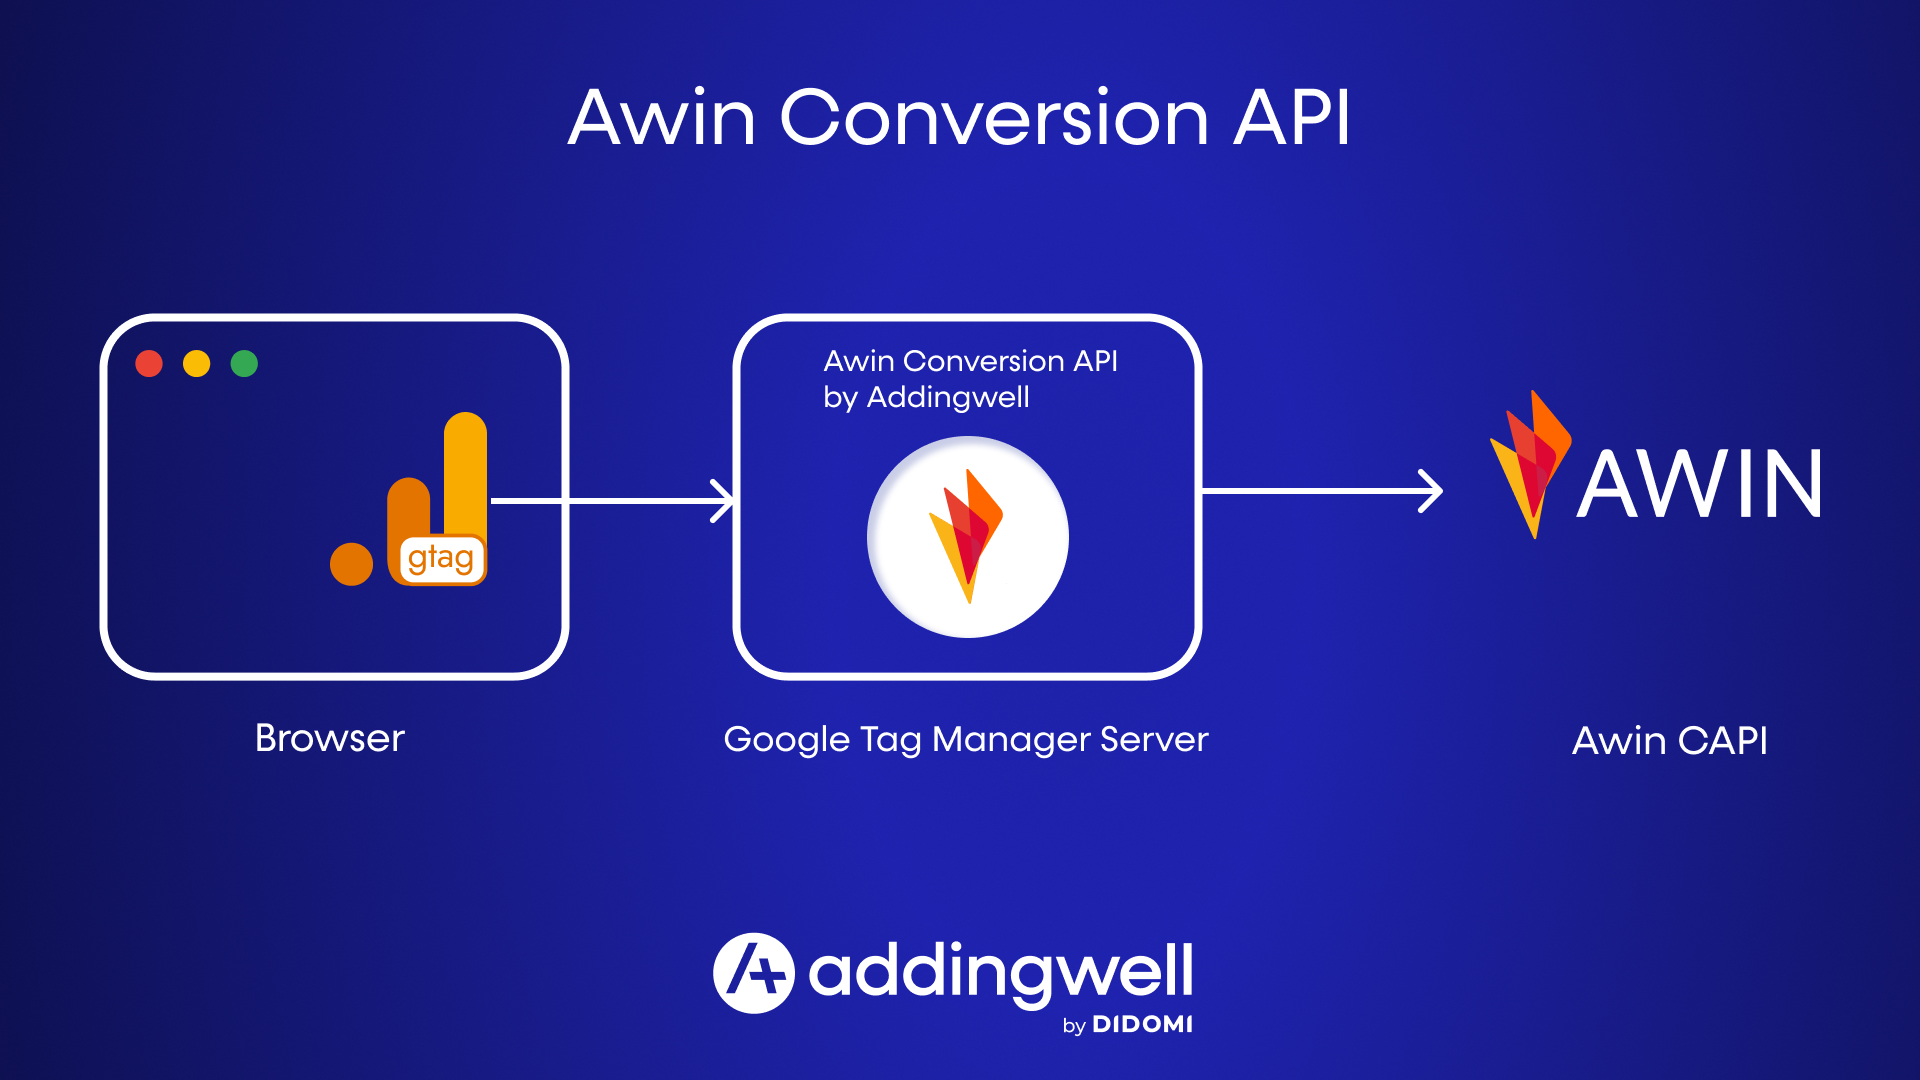 Awin Conversion API
Awin Conversion API
by Addingwell
gtag
AWIN
Browser
Google Tag Manager Server
Awin CAPI
addingwell
by DIDOMI